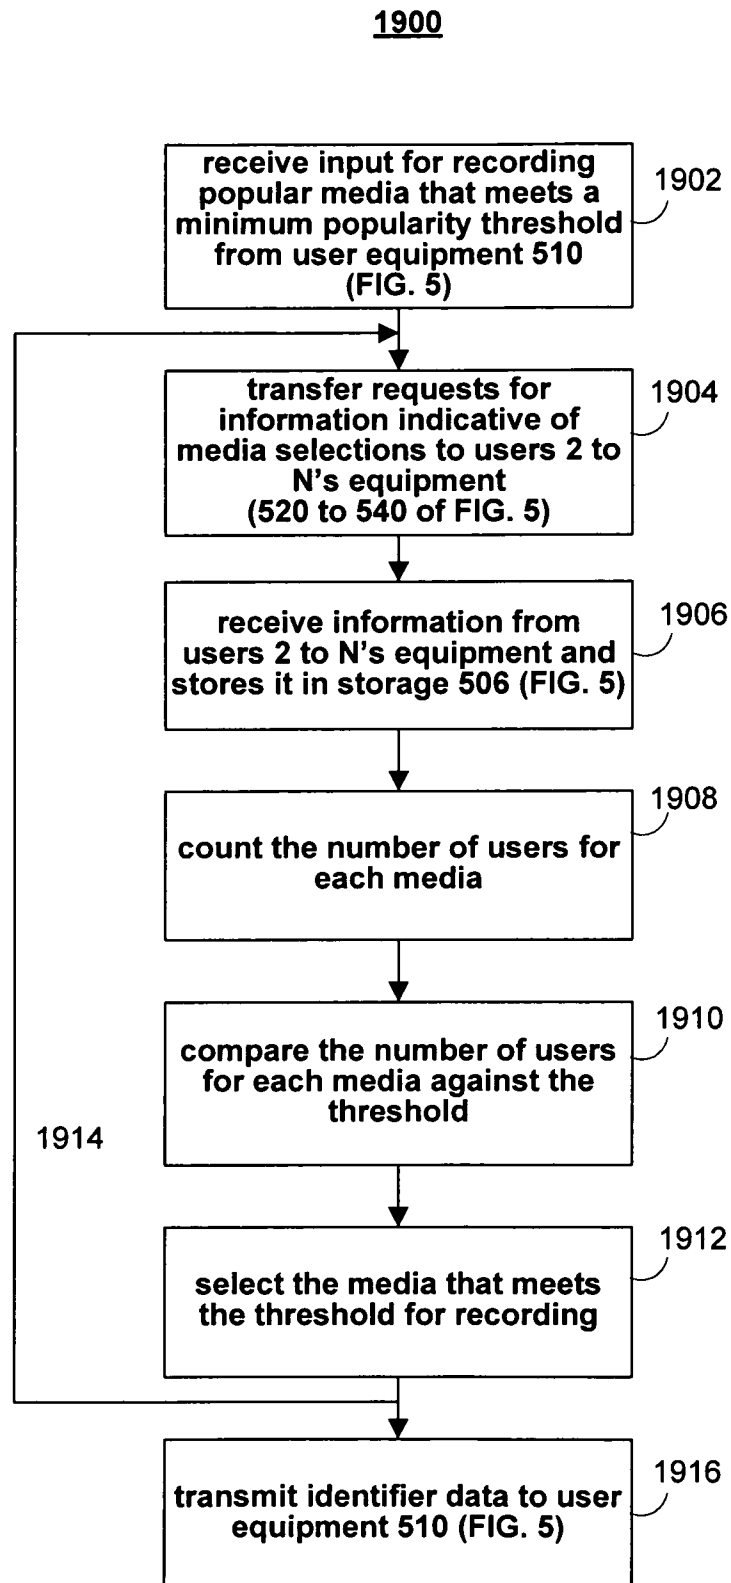 1900
receive input for recording
popular media that meets a
minimum popularity threshold
from user equipment 510
(FIG. 5)
1902
transfer requests for
information indicative of
media selections to users 2 to
N's equipment
(520 to 540 of FIG. 5)
1904
receive information from
users 2 to N's equipment and
stores it in storage 506 (FIG. 5)
1906
count the number of users for
each media
1908
compare the number of users
for each media against the
threshold
1910
1914
select the media that meets
the threshold for recording
1912
transmit identifier data to user
equipment 510 (FIG. 5)
1916